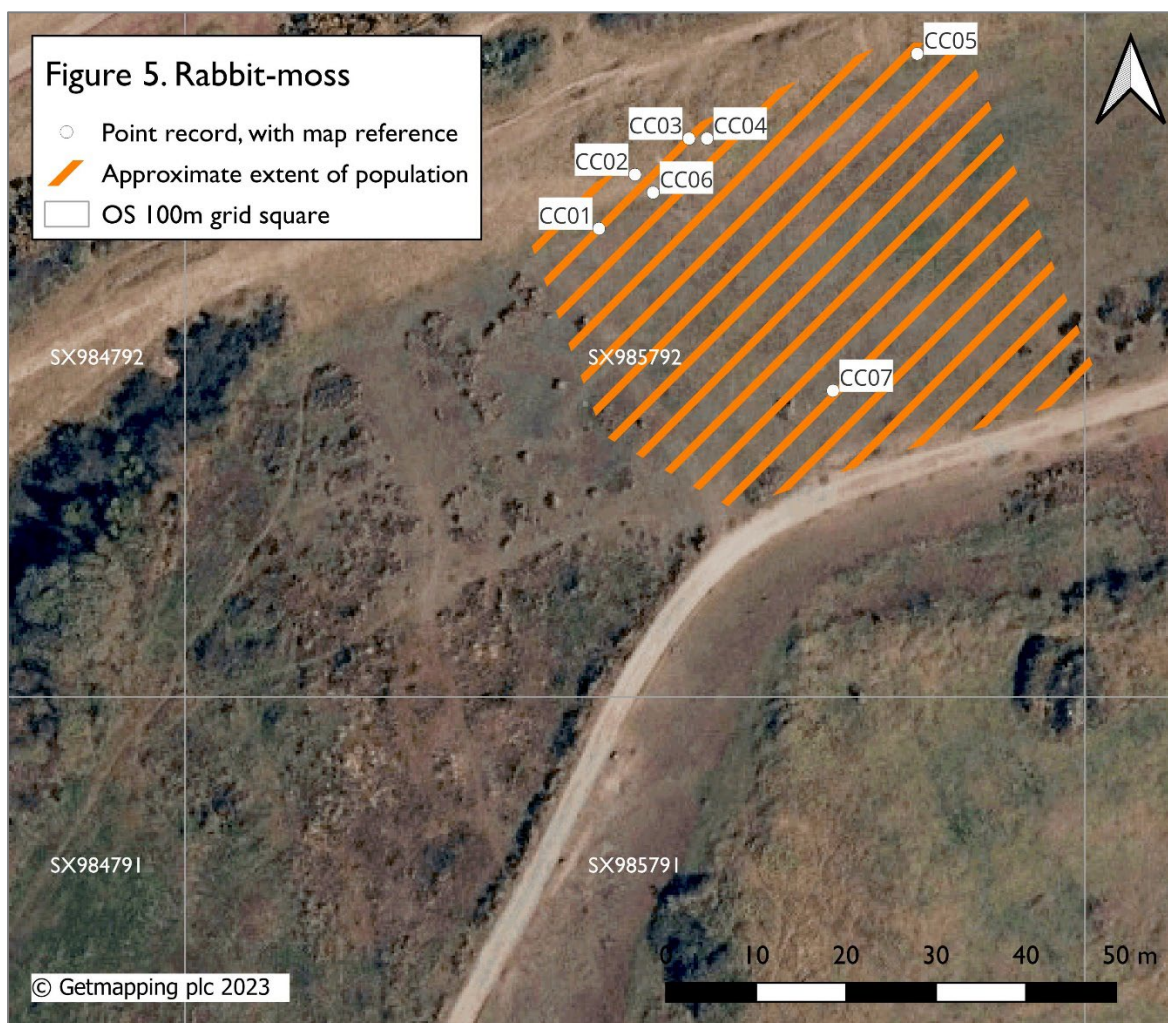 Figure 5. Rabbit-moss
Point record, with map reference
Approximate extent of population
OS 100m grid square
CC05
CC03
CC04
CC02
CC06
CC01
SX984792
SX985792
CC07
SX984791
SX985791
0 10 20 30 40 50 m
© Getmapping plc 2023